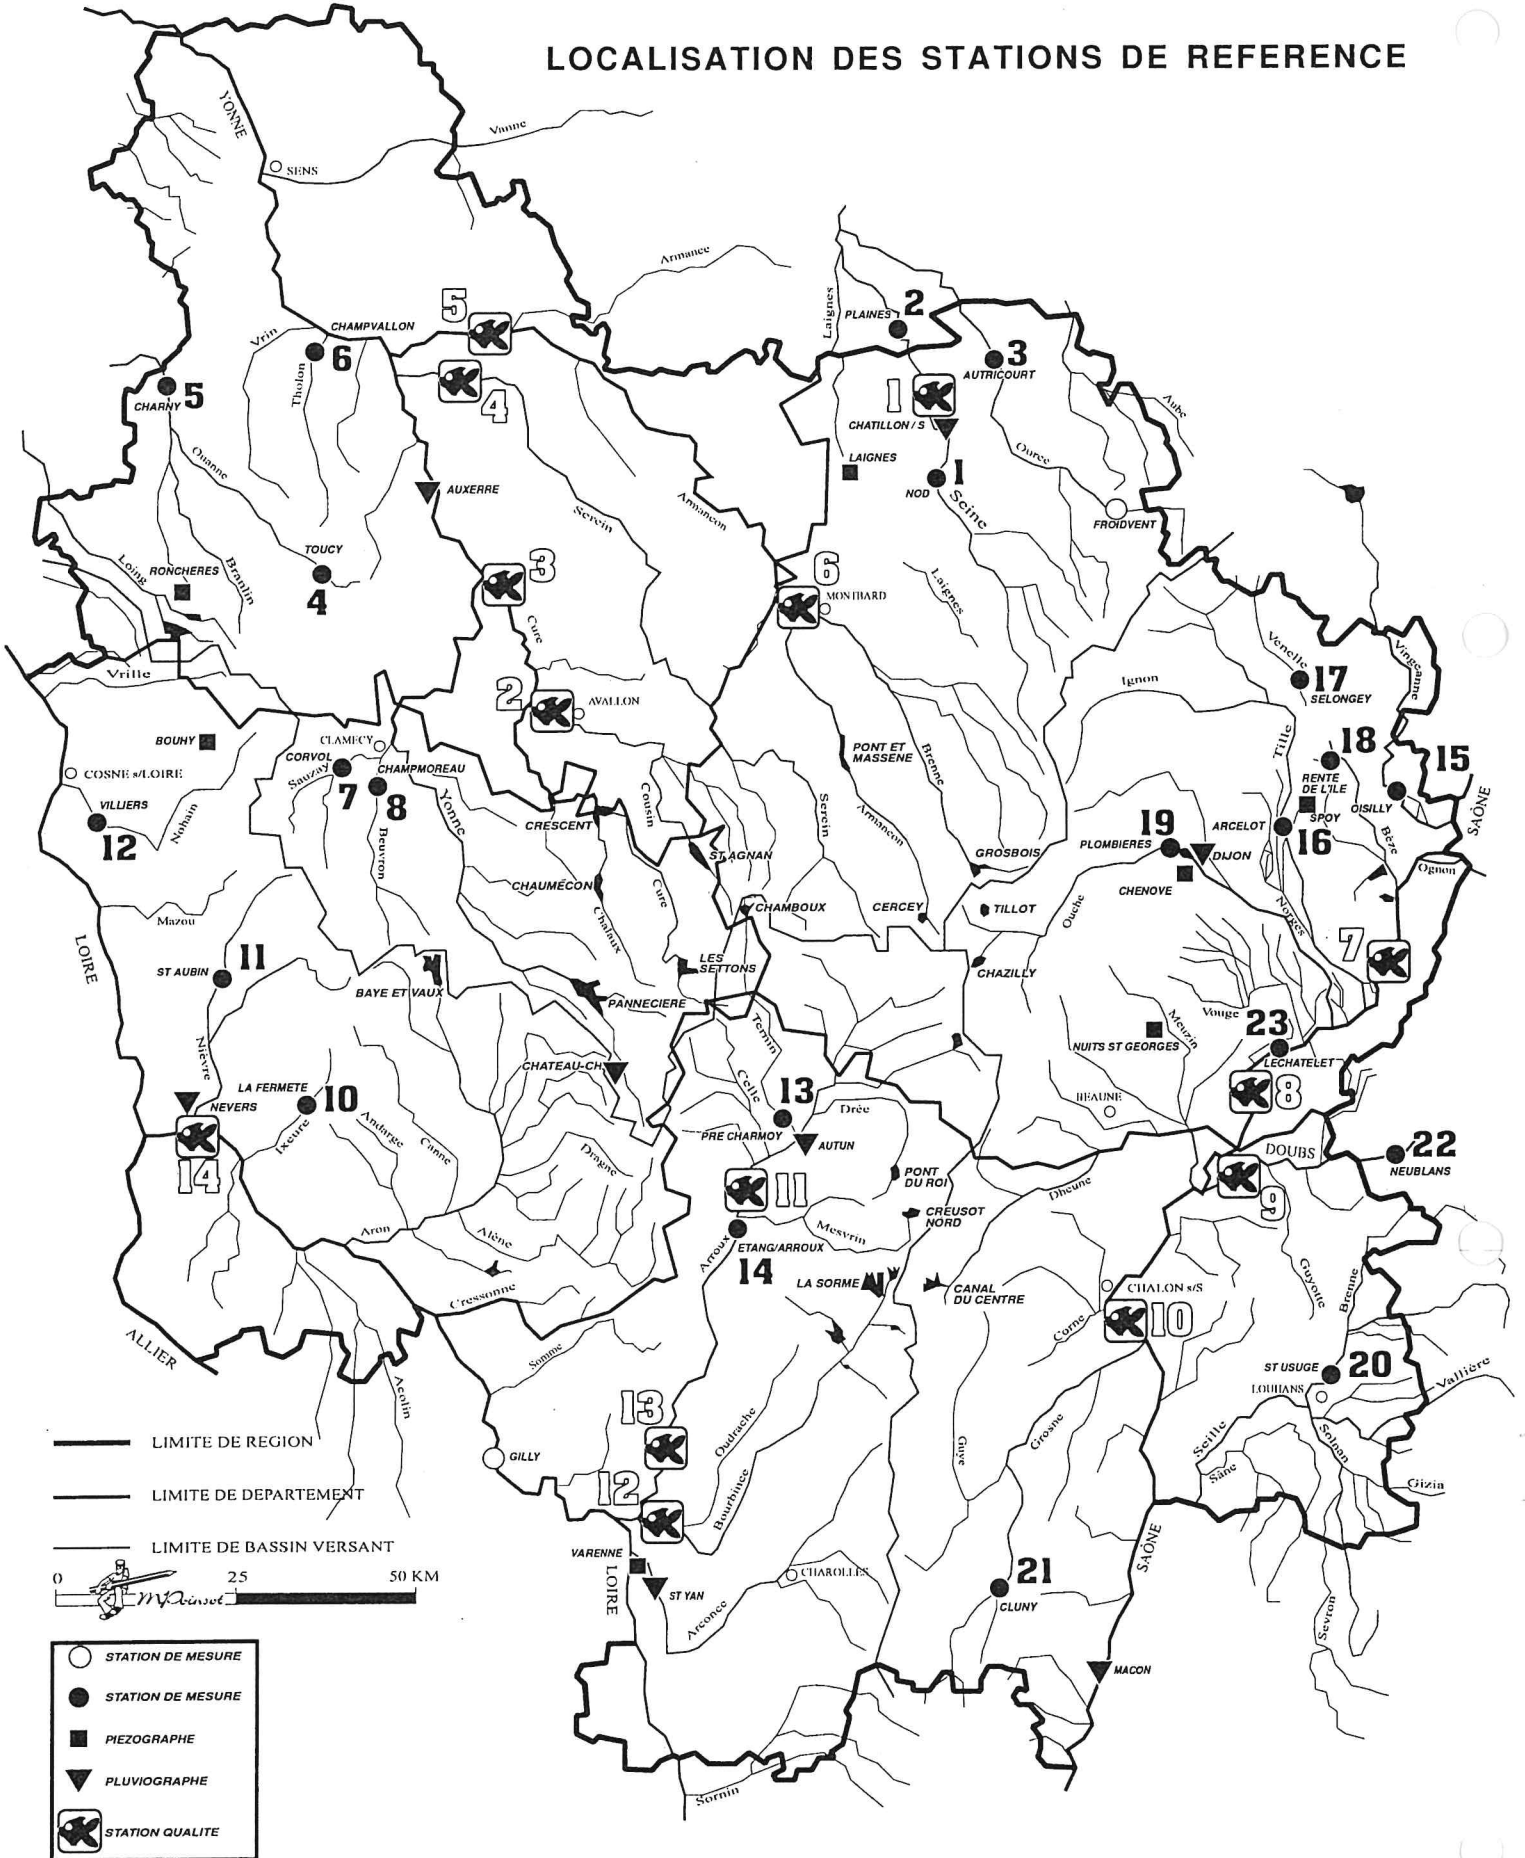 LOCALISATION DES STATIONS DE REFERENCE
YONNE
Vanne
SENS
Armance
5
CHAMPVALLON
Vrin
6
Tholon
4
5
CHARNY
Ouanne
AUXERRE
Serein
Armançon
Laignes
PLAINES
2
3
AUTRICOURT
1
CHATILLON / S
LAIGNES
NOD
1
Seine
Ource
Aube
FROIDVENT
TOUCY
4
RONCHERES
Loing
Branlin
3
Cure
6
MONTBARD
Laignes
Vrille
2
AVALLON
Ignon
Venelle
17
SELONGEY
Vingeanne
BOUHY
CLAMECY
CORVOL
Sauzay
7
CHAMPMOREAU
8
COSNE s/LOIRE
VILLIERS
12
Nohain
Beuvron
Yonne
PONT ET
MASSENE
Brenne
Tille
18
RENTE
DE L'ILE
SPOY
15
OISILLY
SAÔNE
CRESCENT
Cousin
Serein
Armançon
ST AGNAN
GROSBOIS
PLOMBIERES
19
DIJON
CHENOVE
ARCELOT
16
Bèze
Ognon
CHAUMÉCON
Chalaux
Cure
CHAMBOUX
CERCEY
TILLOT
Ouche
Norges
Mazou
LOIRE
ST AUBIN
11
BAYE ET VAUX
PANNECIERE
LES
SETTONS
CHAZILLY
7
Vouge
Meuzin
23
LECHATELET
NUITS ST GEORGES
Nièvre
CHATEAU-CH
Ternin
Celle
13
Drée
PRE CHARMOY
AUTUN
BEAUNE
8
LA FERMETE
10
NEVERS
14
Ixeure
Andarge
Canne
Dragne
11
PONT
DU ROI
DOUBS
22
NEUBLANS
9
Dheune
Aron
Alène
Arroux
ETANG/ARROUX
14
Mesvrin
CREUSOT
NORD
LA SORME
CANAL
DU CENTRE
CHALON s/S
10
Corne
Guyotte
Brenne
Cressonne
ALLIER
Acolin
Somme
ST USUGE
20
LOUHANS
Vallière
Seille
Solnan
Sâne
Gizia
13
GILLY
12
Oudrache
Bourbince
Guye
Grosne
SAÔNE
VARENNE
LOIRE
ST YAN
CHAROLLES
Arconce
21
CLUNY
Sevron
MACON
Sornin
LIMITE DE REGION
LIMITE DE DEPARTEMENT
LIMITE DE BASSIN VERSANT
0 25 50 KM
M.Poinsot
STATION DE MESURE
STATION DE MESURE
PIEZOGRAPHE
PLUVIOGRAPHE
STATION QUALITE